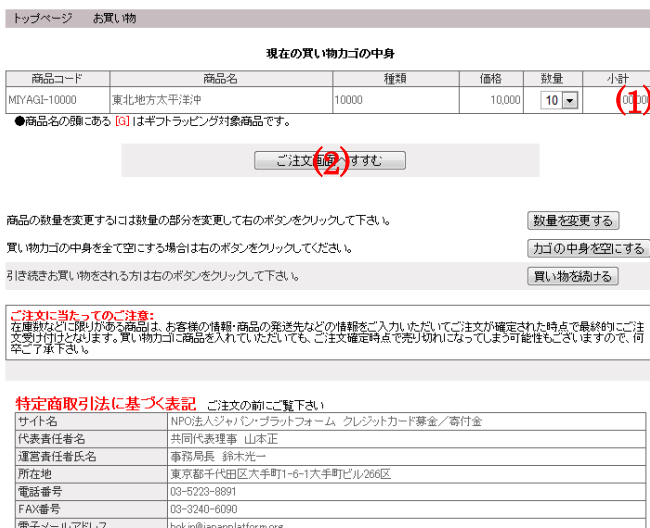 トップページ お買い物
現在の買い物カゴの中身
商品コード 商品名 種類 価格 数量 小計
MIYAGI-10000 東北地方太平洋沖 10000 10,000 10 (1)
●商品名の頭にある [G] はギフトラッピング対象商品です。
ご注文画面へすすむ (2)
商品の数量を変更するには数量の部分を変更して右のボタンをクリックして下さい。 数量を変更する
買い物カゴの中身を全て空にする場合は右のボタンをクリックしてください。 カゴの中身を空にする
引き続きお買い物をされる方は右のボタンをクリックして下さい。 買い物を続ける
ご注文に当たってのご注意:
在庫数などに限りがある商品は、お客様の情報・商品の発送先などの情報をご入力いただいてご注文が確定された時点で最終的にご注
文受け付けとなります。買い物カゴに商品を入れていただいても、ご注文確定時点で売り切れになってしまう可能性もございますので、何
卒ご了承下さい。
特定商取引法に基づく表記 ご注文の前にご覧下さい
サイト名 NPO法人ジャパン・プラットフォーム クレジットカード募金／寄付金
代表責任者名 共同代表理事 山本正
運営責任者氏名 事務局長 鈴木光一
所在地 東京都千代田区大手町1-6-1大手町ビル266区
電話番号 03-5223-8891
FAX番号 03-3240-6090
電子メールアドレス bokin@japanplatform.org